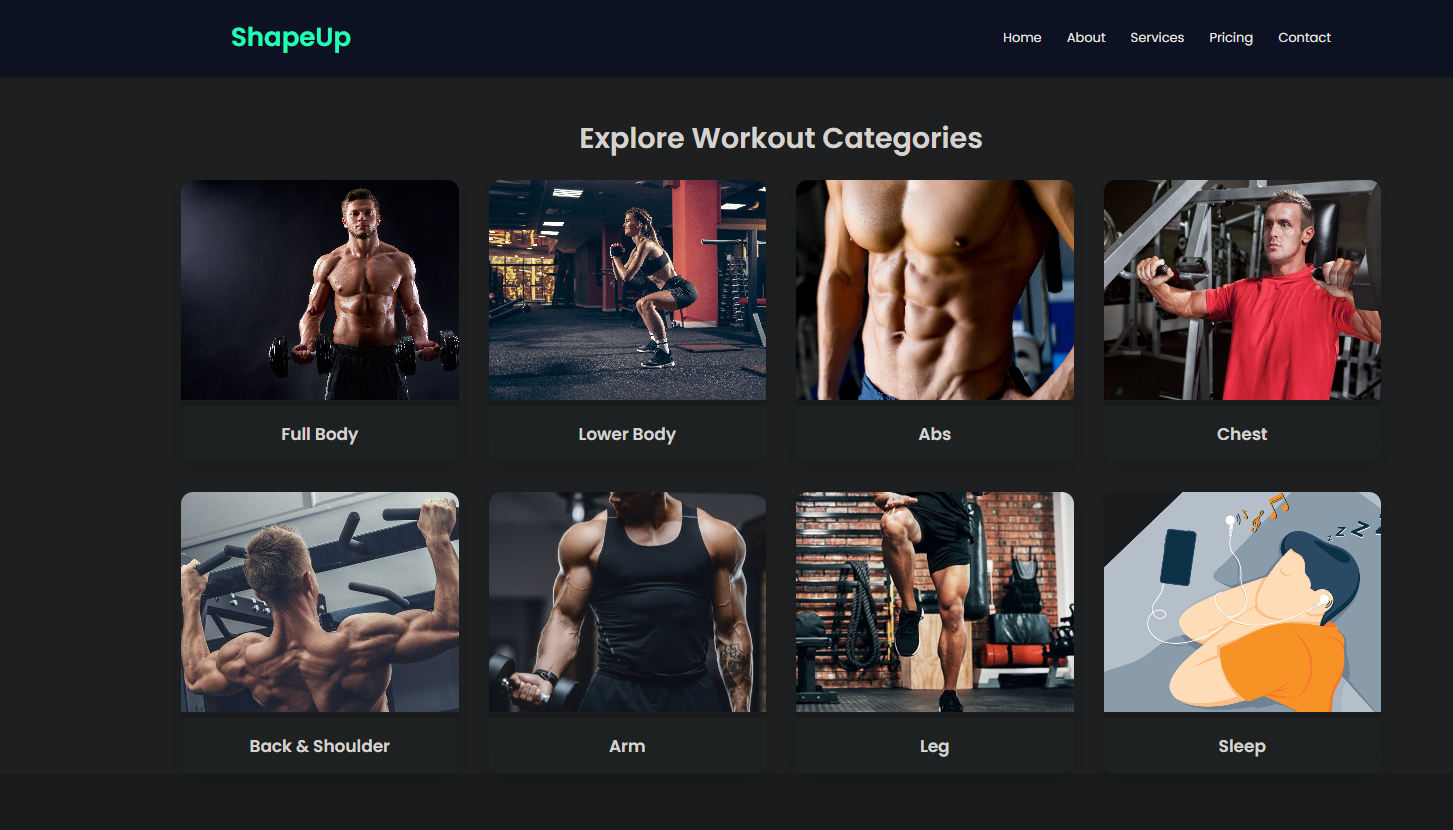 ShapeUp
Home About Services Pricing Contact
Explore Workout Categories
Full Body
Lower Body
Abs
Chest
z z z z
Back & Shoulder
Arm
Leg
Sleep